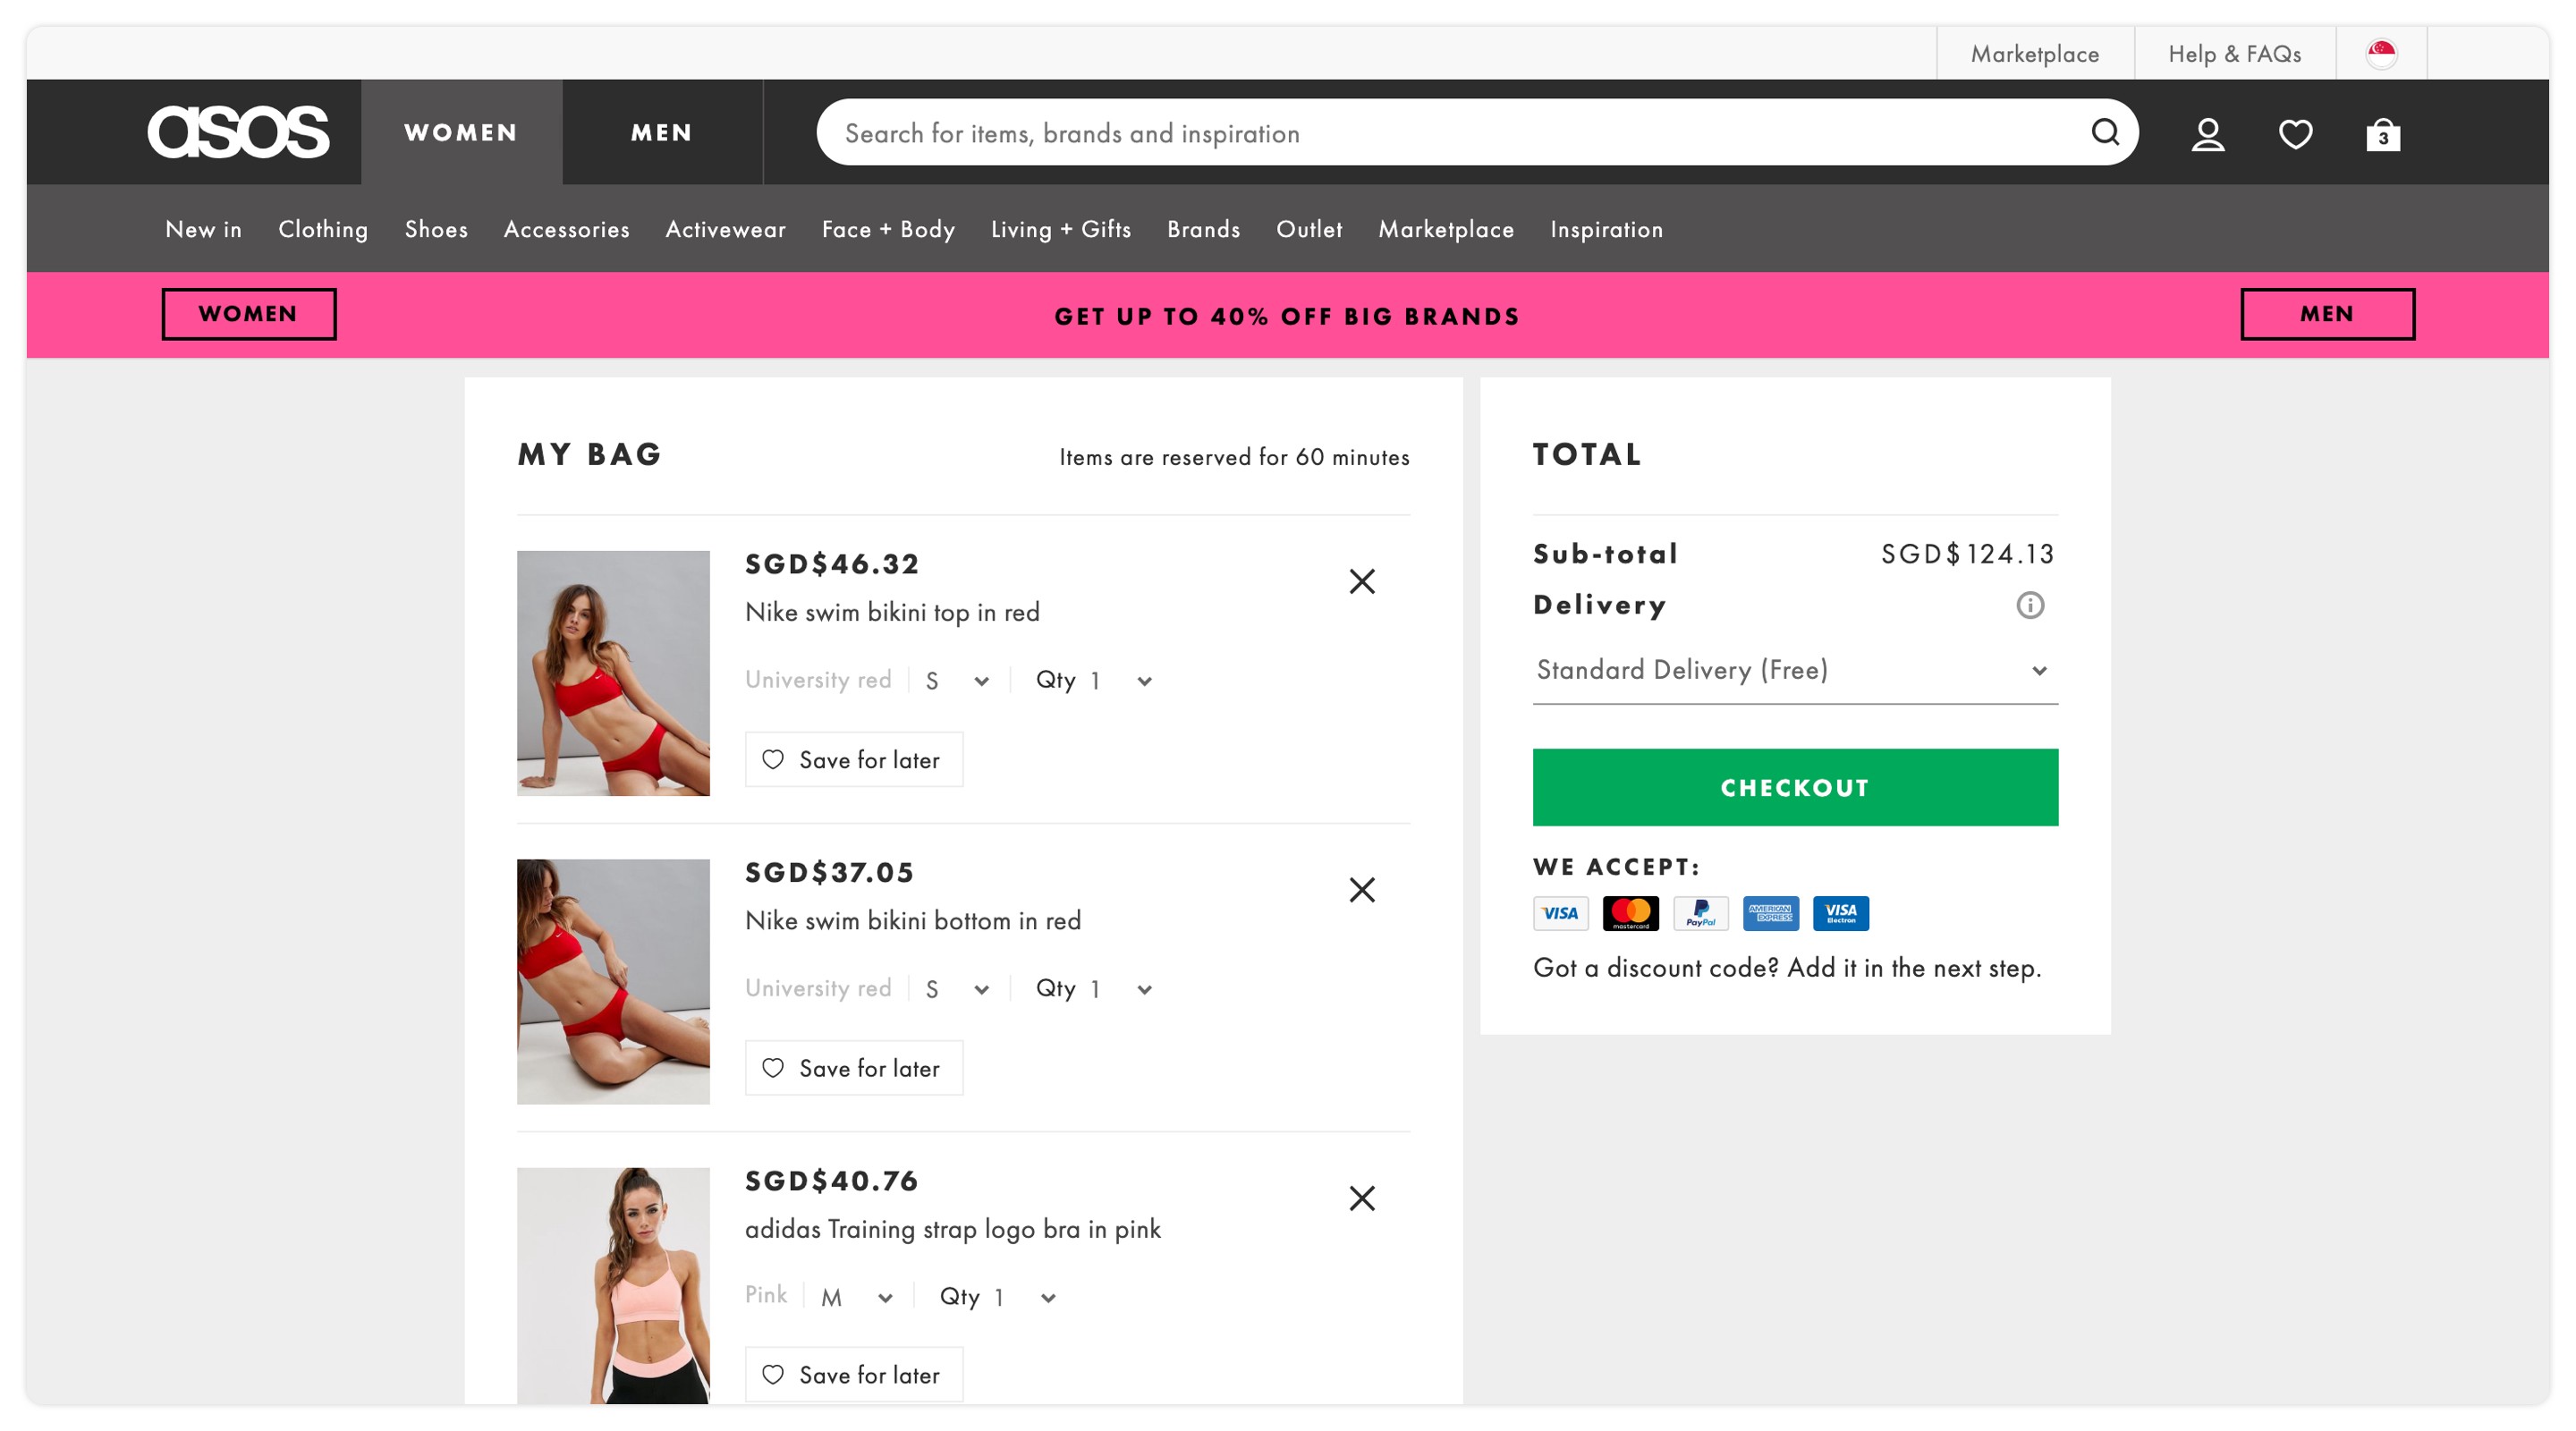 Marketplace
Help & FAQs
asos
WOMEN
MEN
Search for items, brands and inspiration
3
New in
Clothing
Shoes
Accessories
Activewear
Face + Body
Living + Gifts
Brands
Outlet
Marketplace
Inspiration
WOMEN
GET UP TO 40% OFF BIG BRANDS
MEN
MY BAG
Items are reserved for 60 minutes
SGD$46.32
Nike swim bikini top in red
University red
S
Qty 1
Save for later
SGD$37.05
Nike swim bikini bottom in red
University red
S
Qty 1
Save for later
SGD$40.76
adidas Training strap logo bra in pink
Pink
M
Qty 1
Save for later
TOTAL
Sub-total
SGD$124.13
Delivery
Standard Delivery (Free)
CHECKOUT
WE ACCEPT:
VISA
mastercard
PayPal
AMERICAN EXPRESS
VISA
Electron
Got a discount code? Add it in the next step.